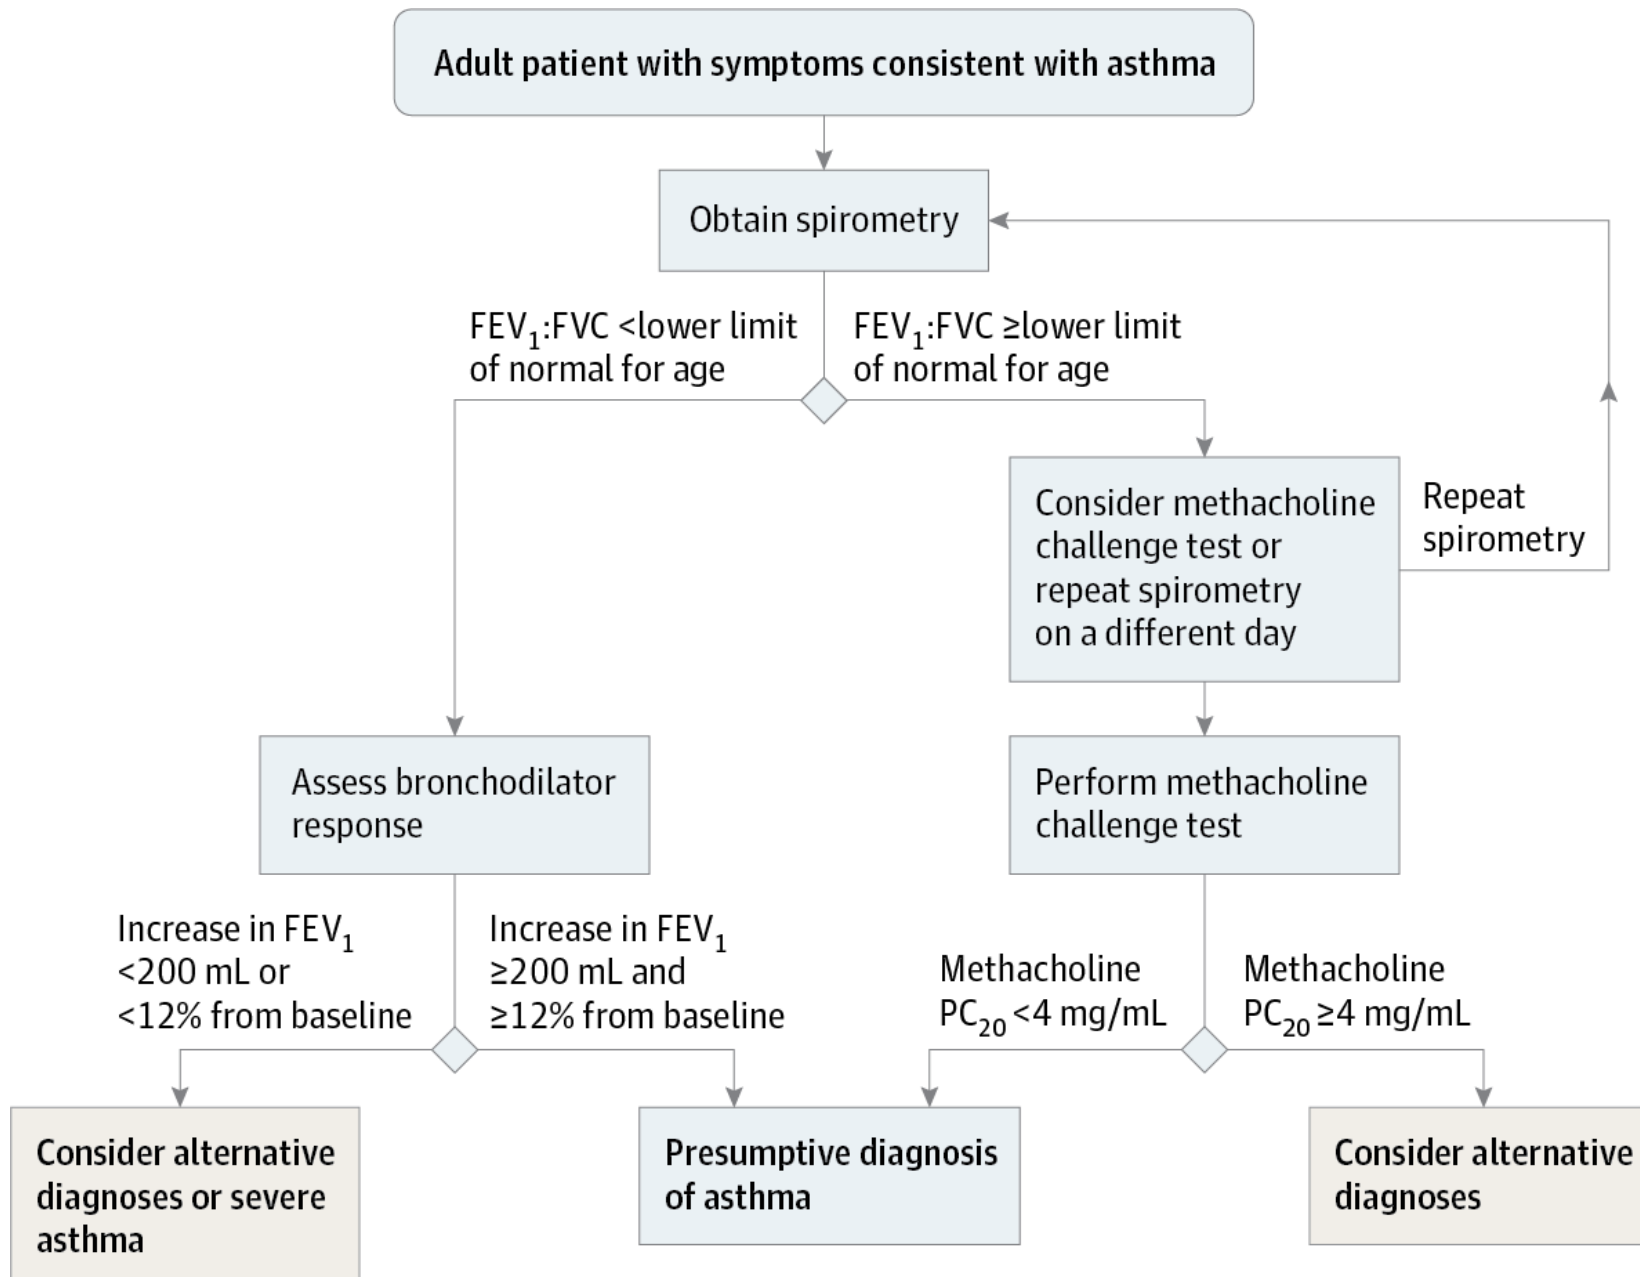 Adult patient with symptoms consistent with asthma
Obtain spirometry
FEV₁:FVC <lower limit
of normal for age
FEV₁:FVC ≥lower limit
of normal for age
Consider methacholine
challenge test or
repeat spirometry
on a different day
Repeat
spirometry
Assess bronchodilator
response
Perform methacholine
challenge test
Increase in FEV₁
<200 mL or
<12% from baseline
Increase in FEV₁
≥200 mL and
≥12% from baseline
Methacholine
PC₂₀ <4 mg/mL
Methacholine
PC₂₀ ≥4 mg/mL
Consider alternative
diagnoses or severe
asthma
Presumptive diagnosis
of asthma
Consider alternative
diagnoses